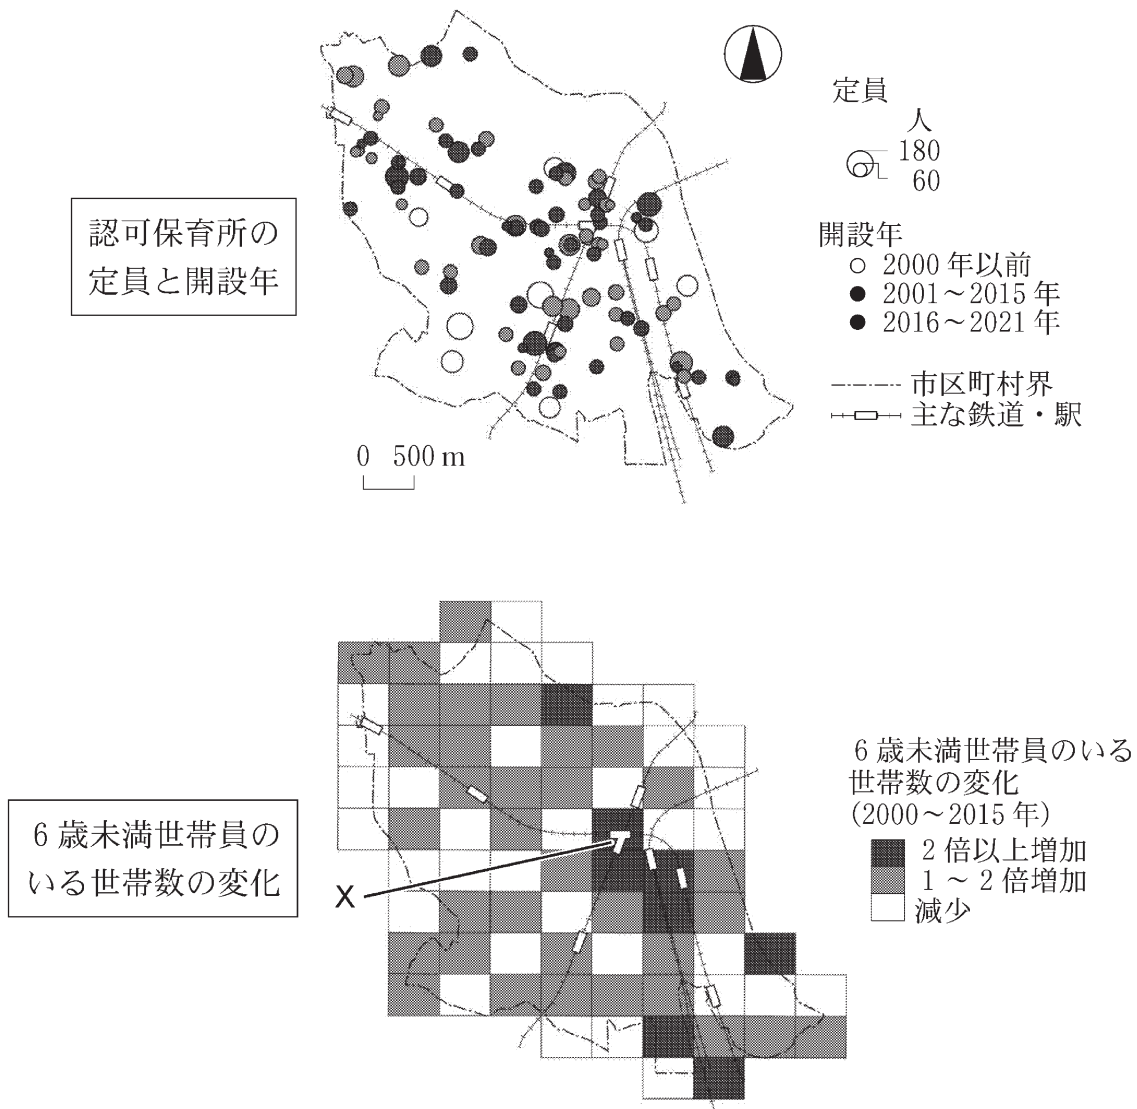 認可保育所の
定員と開設年
定員
人
180
60
開設年
2000 年以前
2001～2015 年
2016～2021 年
市区町村界
主な鉄道・駅
0 500 m
6 歳未満世帯員の
いる世帯数の変化
X
6 歳未満世帯員のいる
世帯数の変化
(2000～2015 年)
2 倍以上増加
1 ～ 2 倍増加
減少